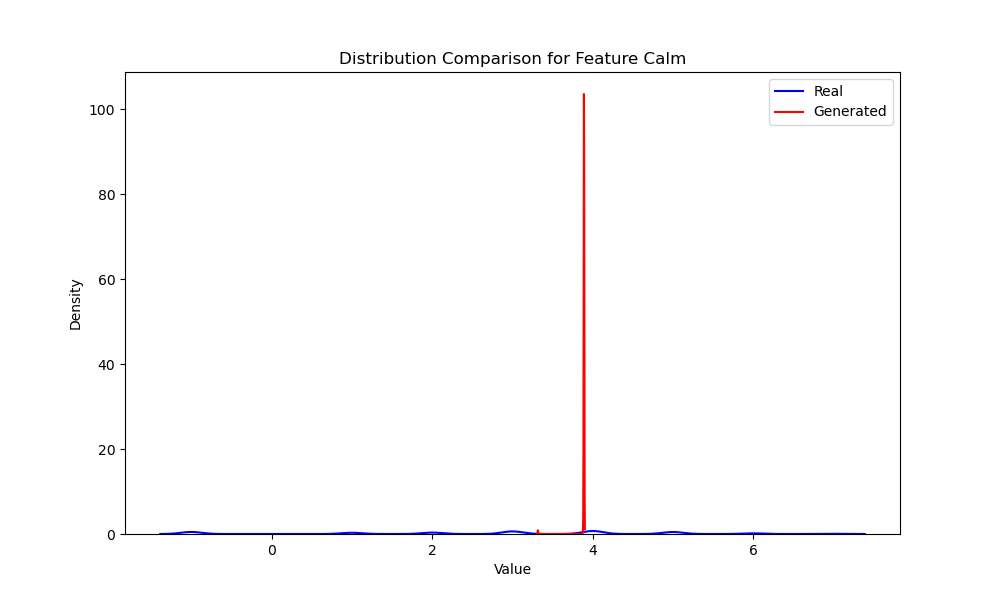 Distribution Comparison for Feature Calm
Real
Generated
Density
100
80
60
40
20
0
0 2 4 6
Value